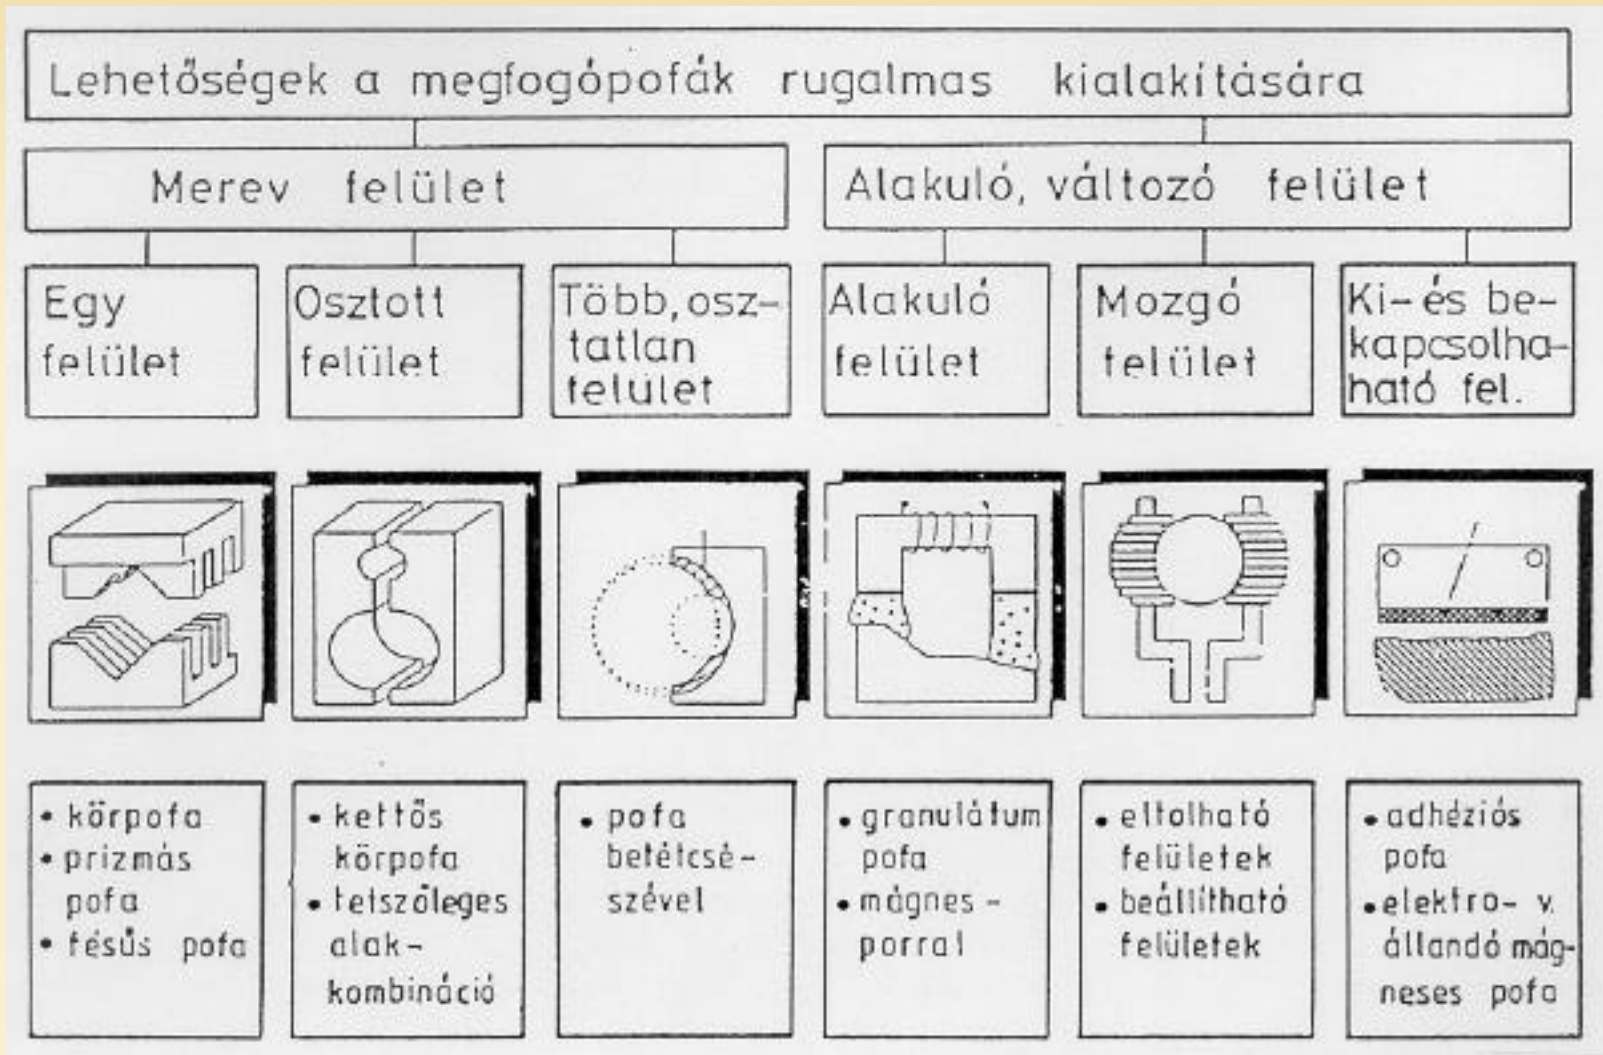 Lehetőségek a megfogópofák rugalmas kialakítására
Merev felület
Alakuló, változó felület
Egy
felület
Osztott
felület
Több, osz-
tatlan
felület
Alakuló
felület
Mozgó
felület
Ki- és be-
kapcsolha-
ható fel.
• körpofa
• prizmás
pofa
• fésűs pofa
• kettős
körpofa
• tetszőleges
alak-
kombináció
• pofa
betétcsé-
szével
• granulátum
pofa
• mágnes-
porral
• eltolható
felületek
• beállítható
felületek
• adhéziós
pofa
• elektro- v.
állandó mág-
neses pofa